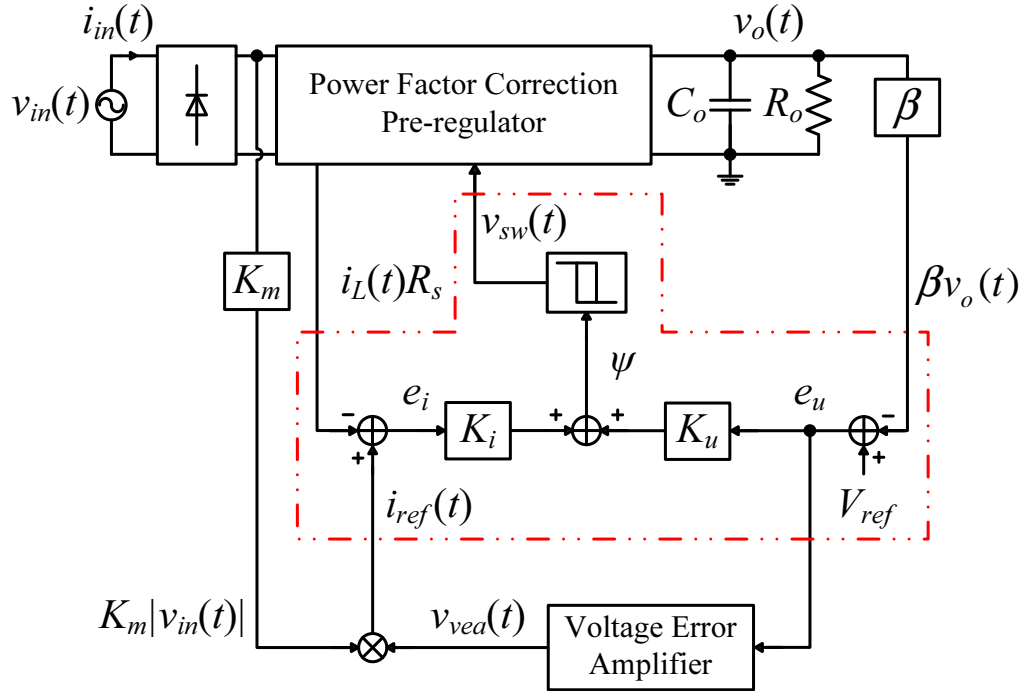 i_in(t)
v_o(t)
v_in(t)
Power Factor Correction
Pre-regulator
C_o
R_o
β
v_sw(t)
K_m
i_L(t)R_s
βv_o(t)
ψ
e_i
e_u
K_i
K_u
- + + + - +
i_ref(t)
V_ref
K_m|v_in(t)|
v_vea(t)
Voltage Error
Amplifier